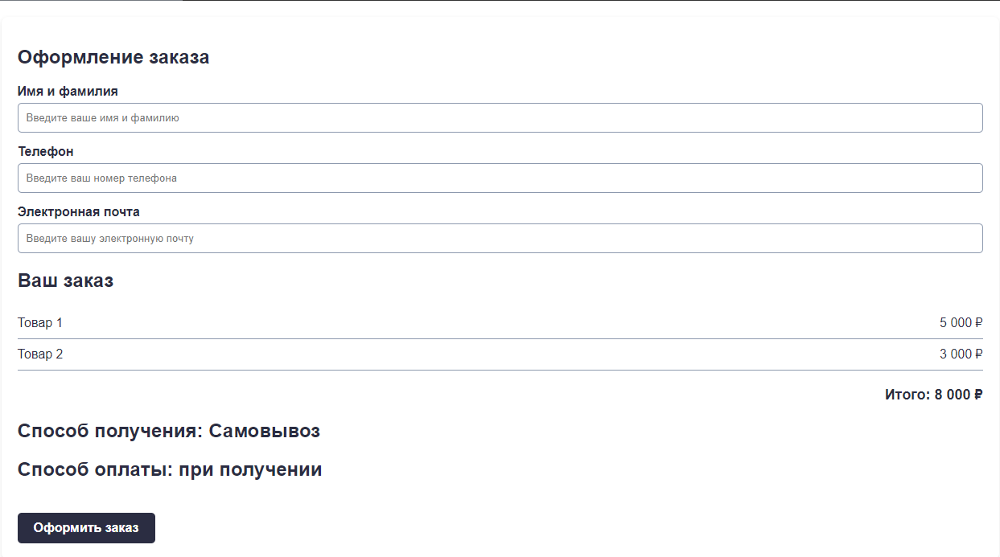 Оформление заказа
Имя и фамилия
Введите ваше имя и фамилию
Телефон
Введите ваш номер телефона
Электронная почта
Введите вашу электронную почту
Ваш заказ
Товар 1 5 000 ₽
Товар 2 3 000 ₽
Итого: 8 000 ₽
Способ получения: Самовывоз
Способ оплаты: при получении
Оформить заказ